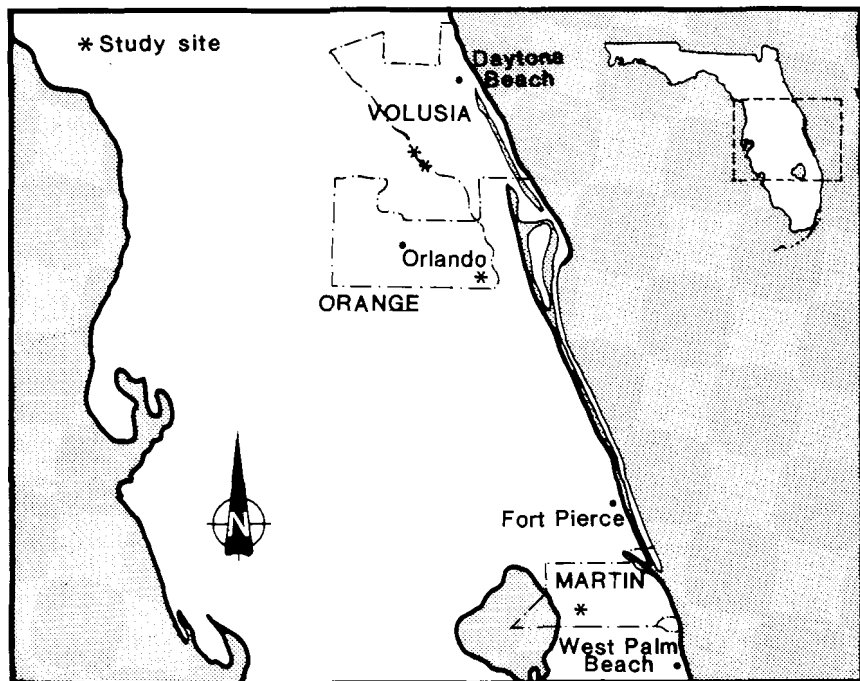 *Study site
Daytona
Beach
VOLUSIA
Orlando
ORANGE
N
Fort Pierce
MARTIN
West Palm
Beach